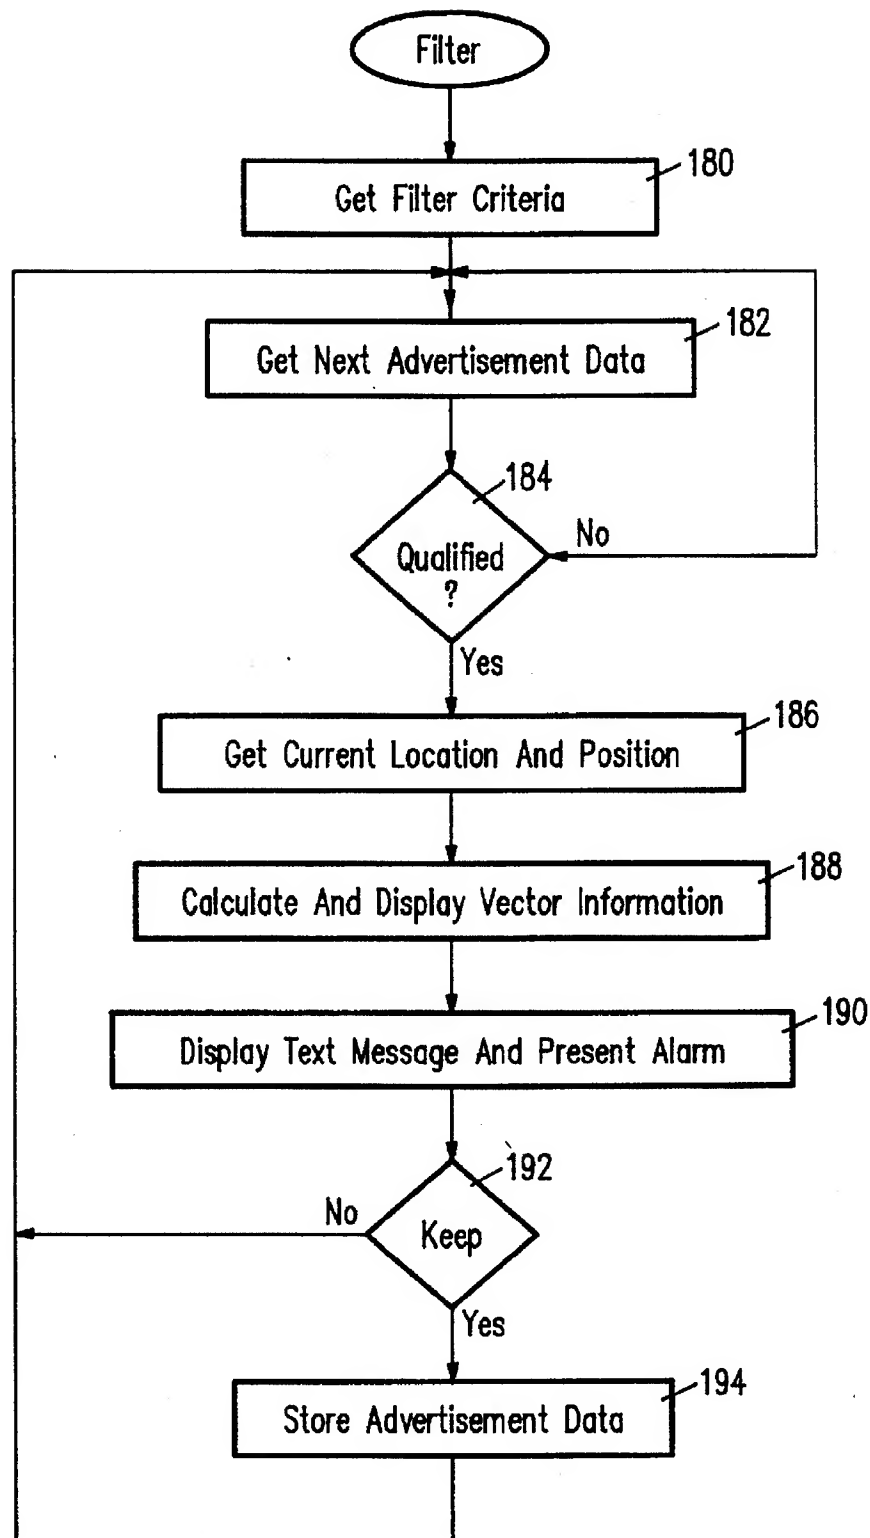 Filter
180
Get Filter Criteria
182
Get Next Advertisement Data
184
Qualified
?
No
Yes
186
Get Current Location And Position
188
Calculate And Display Vector Information
190
Display Text Message And Present Alarm
192
Keep
No
Yes
194
Store Advertisement Data